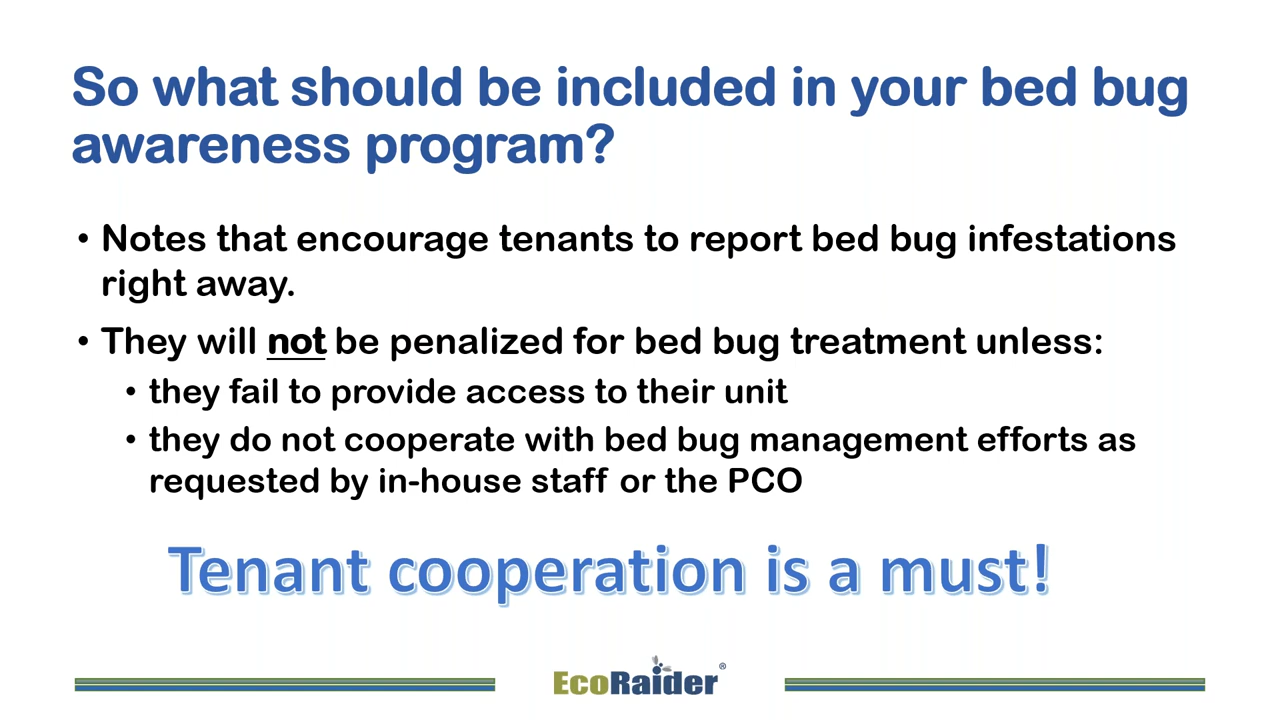 So what should be included in your bed bug
awareness program?
• Notes that encourage tenants to report bed bug infestations
right away.
• They will not be penalized for bed bug treatment unless:
• they fail to provide access to their unit
• they do not cooperate with bed bug management efforts as
requested by in-house staff or the PCO
Tenant cooperation is a must!
EcoRaider®